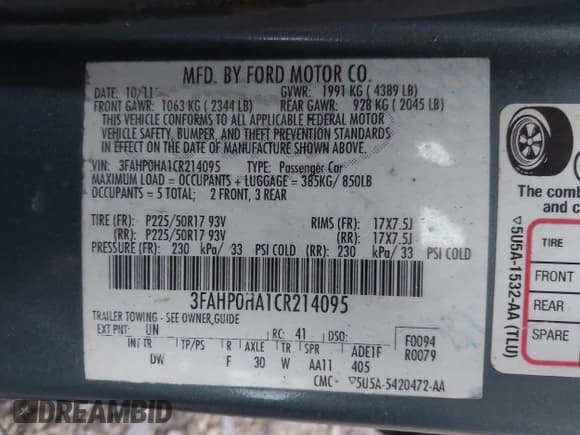 MFD. BY FORD MOTOR CO.
DATE: 10/11 GVWR: 1991 KG ( 4389 LB)
FRONT GAWR: 1063 KG ( 2344 LB) REAR GAWR: 928 KG ( 2045 LB)
THIS VEHICLE CONFORMS TO ALL APPLICABLE FEDERAL MOTOR
VEHICLE SAFETY, BUMPER, AND THEFT PREVENTION STANDARDS
IN EFFECT ON THE DATE OF MANUFACTURE SHOWN ABOVE.
VIN: 3FAHP0HA1CR214095 TYPE: Passenger Car
MAXIMUM LOAD = OCCUPANTS + LUGGAGE = 385KG/ 850LB
OCCUPANTS = 5 TOTAL; 2 FRONT, 3 REAR
TIRE (FR): P225/50R17 93V RIMS (FR): 17X7.5J
(RR): P225/50R17 93V (RR): 17X7.5J
PRESSURE (FR): 230 kPa/ 33 PSI COLD (RR): 230 kPa/ 33 PSI COLD
3FAHP0HA1CR214095
TRAILER TOWING - SEE OWNER GUIDE
EXT PNT: UN RC: 41 DSO: F0094
R0079
INT TR TP/PS R AXLE TR SPR ADE1F
DW F 30 W AA11 405
CMC ▽5U5A-5420472-AA
▽5U5A-1532-AA (TLU)
The comb
and c
TIRE
FRONT
REAR
SPARE
DREAMBID